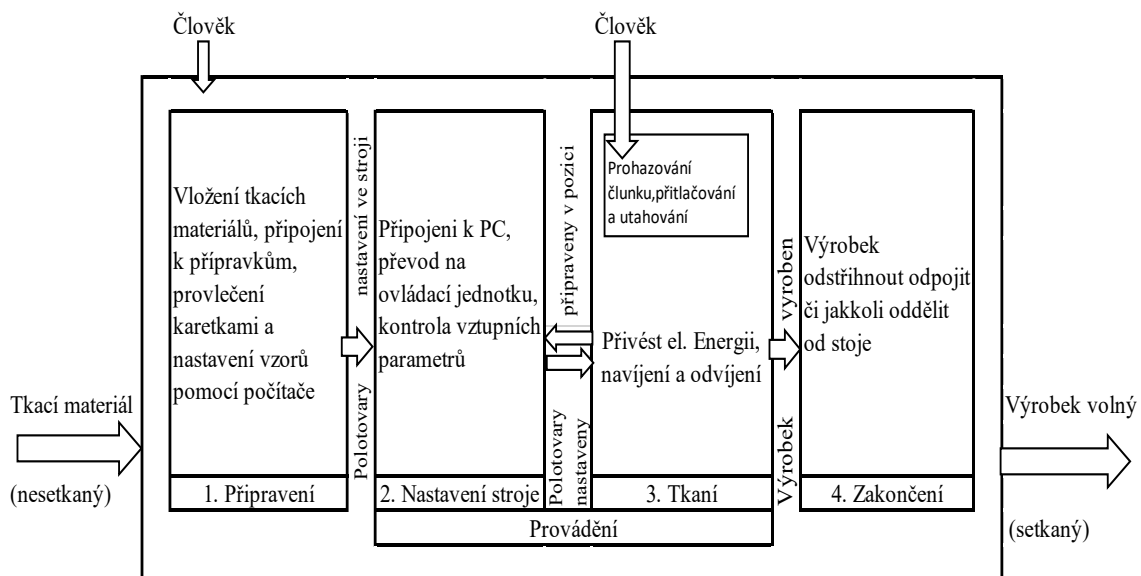 Člověk
Člověk
Tkací materiál
(nesetkaný)
Vložení tkacích
materiálů, připojení
k přípravkům,
provlečení
karetkami a
nastavení vzorů
pomocí počítače
1. Připravení
Polotovary nastavení ve stroji
Připojeni k PC,
převod na
ovládací jednotku,
kontrola vztupních
parametrů
2. Nastavení stroje
Polotovary připraveny v pozici
nastaveny
Prohazování
člunku,přitlačování
a utahování
Přivést el. Energii,
navíjení a odvíjení
3. Tkaní
Provádění
Výrobek vyroben
Výrobek
odstřihnout odpojit
či jakkoli oddělit
od stoje
4. Zakončení
Výrobek volný
(setkaný)